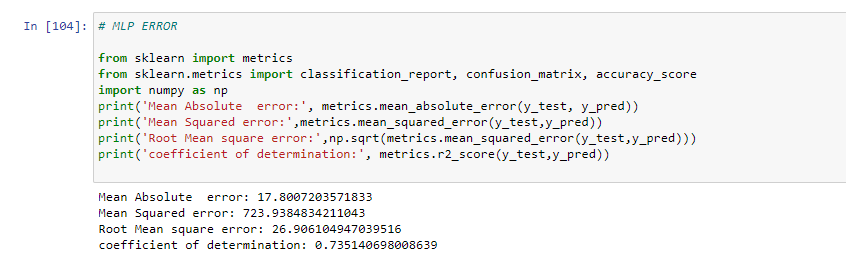 In [104]: # MLP ERROR
from sklearn import metrics
from sklearn.metrics import classification_report, confusion_matrix, accuracy_score
import numpy as np
print('Mean Absolute  error:', metrics.mean_absolute_error(y_test, y_pred))
print('Mean Squared error:',metrics.mean_squared_error(y_test,y_pred))
print('Root Mean square error:',np.sqrt(metrics.mean_squared_error(y_test,y_pred)))
print('coefficient of determination:', metrics.r2_score(y_test,y_pred))
Mean Absolute  error: 17.8007203571833
Mean Squared error: 723.9384834211043
Root Mean square error: 26.906104947039516
coefficient of determination: 0.735140698008639